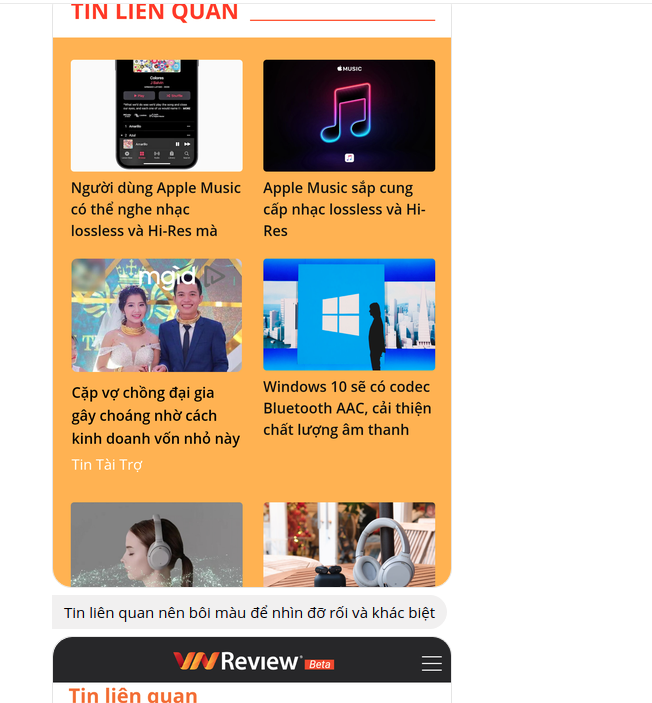 TIN LIÊN QUAN
MUSIC
Người dùng Apple Music
có thể nghe nhạc
lossless và Hi-Res mà
Apple Music sắp cung
cấp nhạc lossless và Hi-
Res
mgid
Cặp vợ chồng đại gia
gây choáng nhờ cách
kinh doanh vốn nhỏ này
Tin Tài Trợ
Windows 10 sẽ có codec
Bluetooth AAC, cải thiện
chất lượng âm thanh
Tin liên quan nên bôi màu để nhìn đỡ rối và khác biệt
VNReview Beta
Tin liên quan